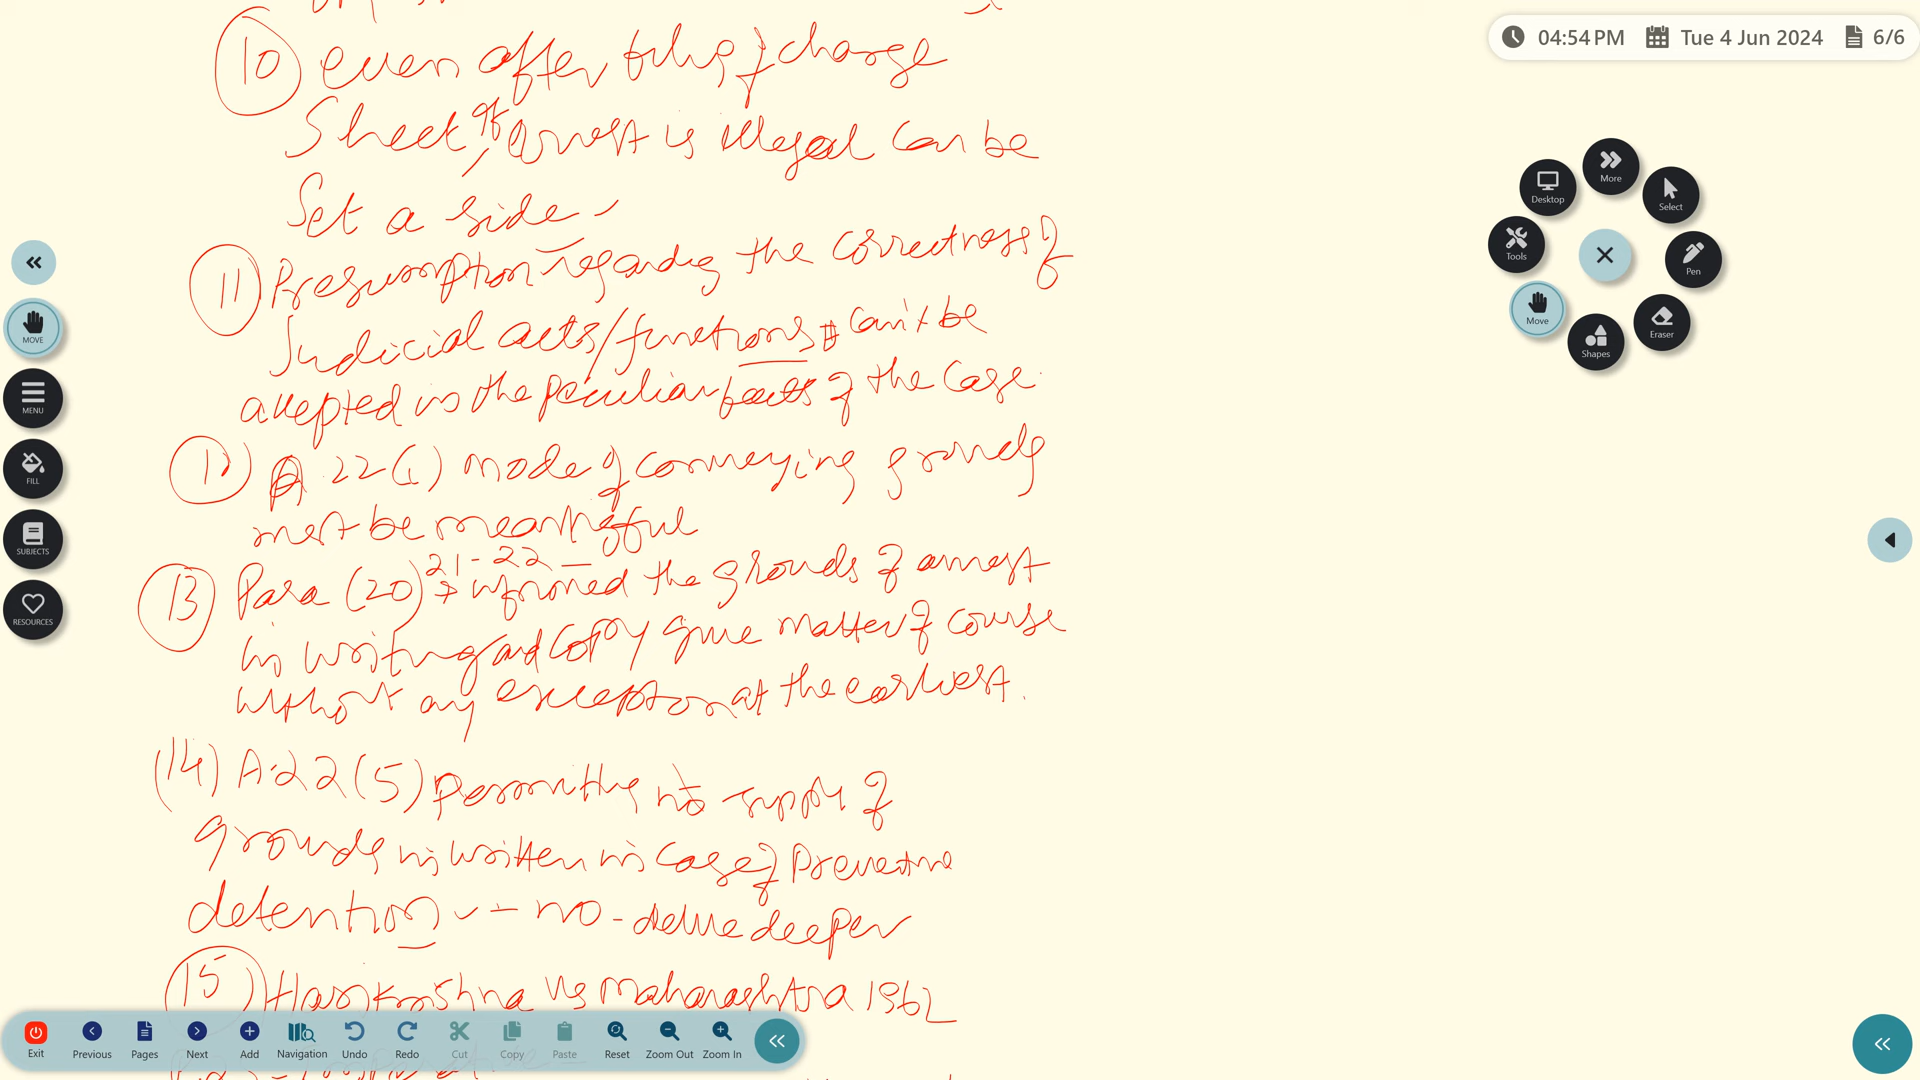 04:54 PM Tue 4 Jun 2024 6/6
10 even after filing of charge
Sheet, if arrest is illegal can be
Set a side
11 Presumption regarding the correctness of
Judicial acts/functions can't be
accepted in the peculiar facts of the case.
12 A 22(1) mode of conveying grounds
must be meaningful
13 Para (20) 21-22 informed the grounds of arrest
in writing and copy give matter of course
without any exception at the earliest.
(14) A.22(5) Permitting supply of
grounds in written in case of Preventive
detention - no - delve deeper
15 Harikrishna Vs Maharashtra 1962
More
Desktop
Select
Tools
Pen
Move
Eraser
Shapes
MOVE
MENU
FILL
SUBJECTS
RESOURCES
Exit Previous Pages Next Add Navigation Undo Redo Cut Copy Paste Reset Zoom Out Zoom In